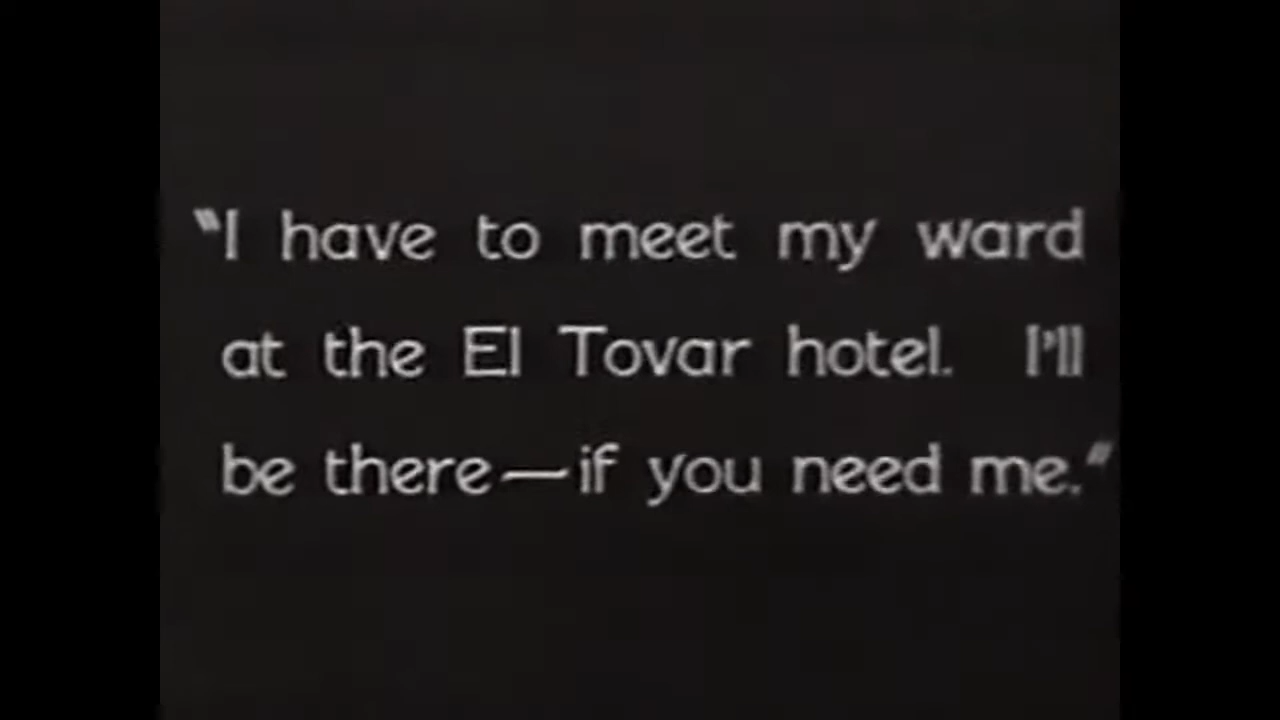 "I have to meet my ward
at the El Tovar hotel. I'll
be there—if you need me."